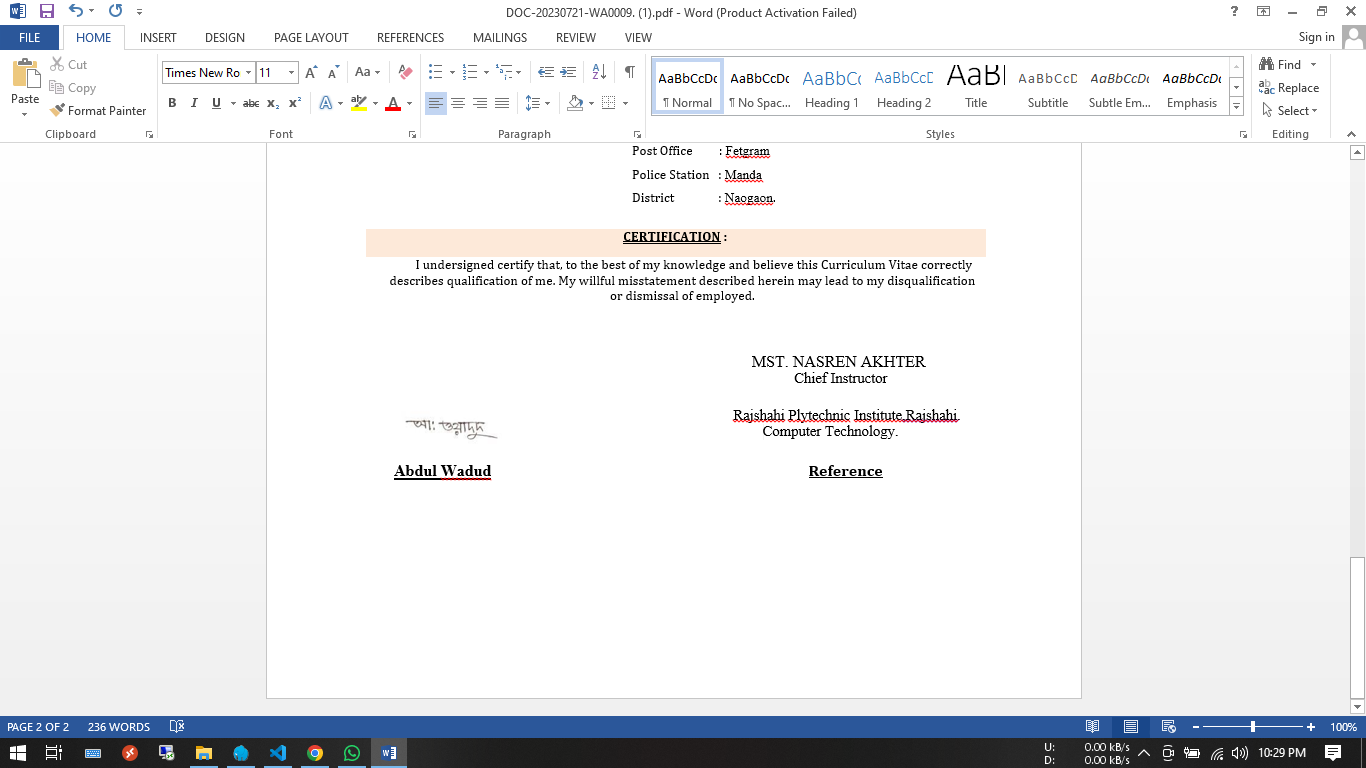 DOC-20230721-WA0009. (1).pdf - Word (Product Activation Failed)
FILE HOME INSERT DESIGN PAGE LAYOUT REFERENCES MAILINGS REVIEW VIEW Sign in
Paste
Cut
Copy
Format Painter
Clipboard
Times New Ro 11
Font
Paragraph
AaBbCcDc AaBbCcDc AaBbCc AaBbCcD AaBl AaBbCcD AaBbCcDc AaBbCcDc
¶ Normal ¶ No Spac... Heading 1 Heading 2 Title Subtitle Subtle Em... Emphasis
Styles
Find
Replace
Select
Editing
Post Office : Fetgram
Police Station : Manda
District : Naogaon.
CERTIFICATION :
I undersigned certify that, to the best of my knowledge and believe this Curriculum Vitae correctly
describes qualification of me. My willful misstatement described herein may lead to my disqualification
or dismissal of employed.
MST. NASREN AKHTER
Chief Instructor
Rajshahi Plytechnic Institute,Rajshahi.
Computer Technology.
আ: ওয়াদুদ
Abdul Wadud
Reference
PAGE 2 OF 2 236 WORDS 100%
U: 0.00 kB/s
D: 0.00 kB/s
10:29 PM